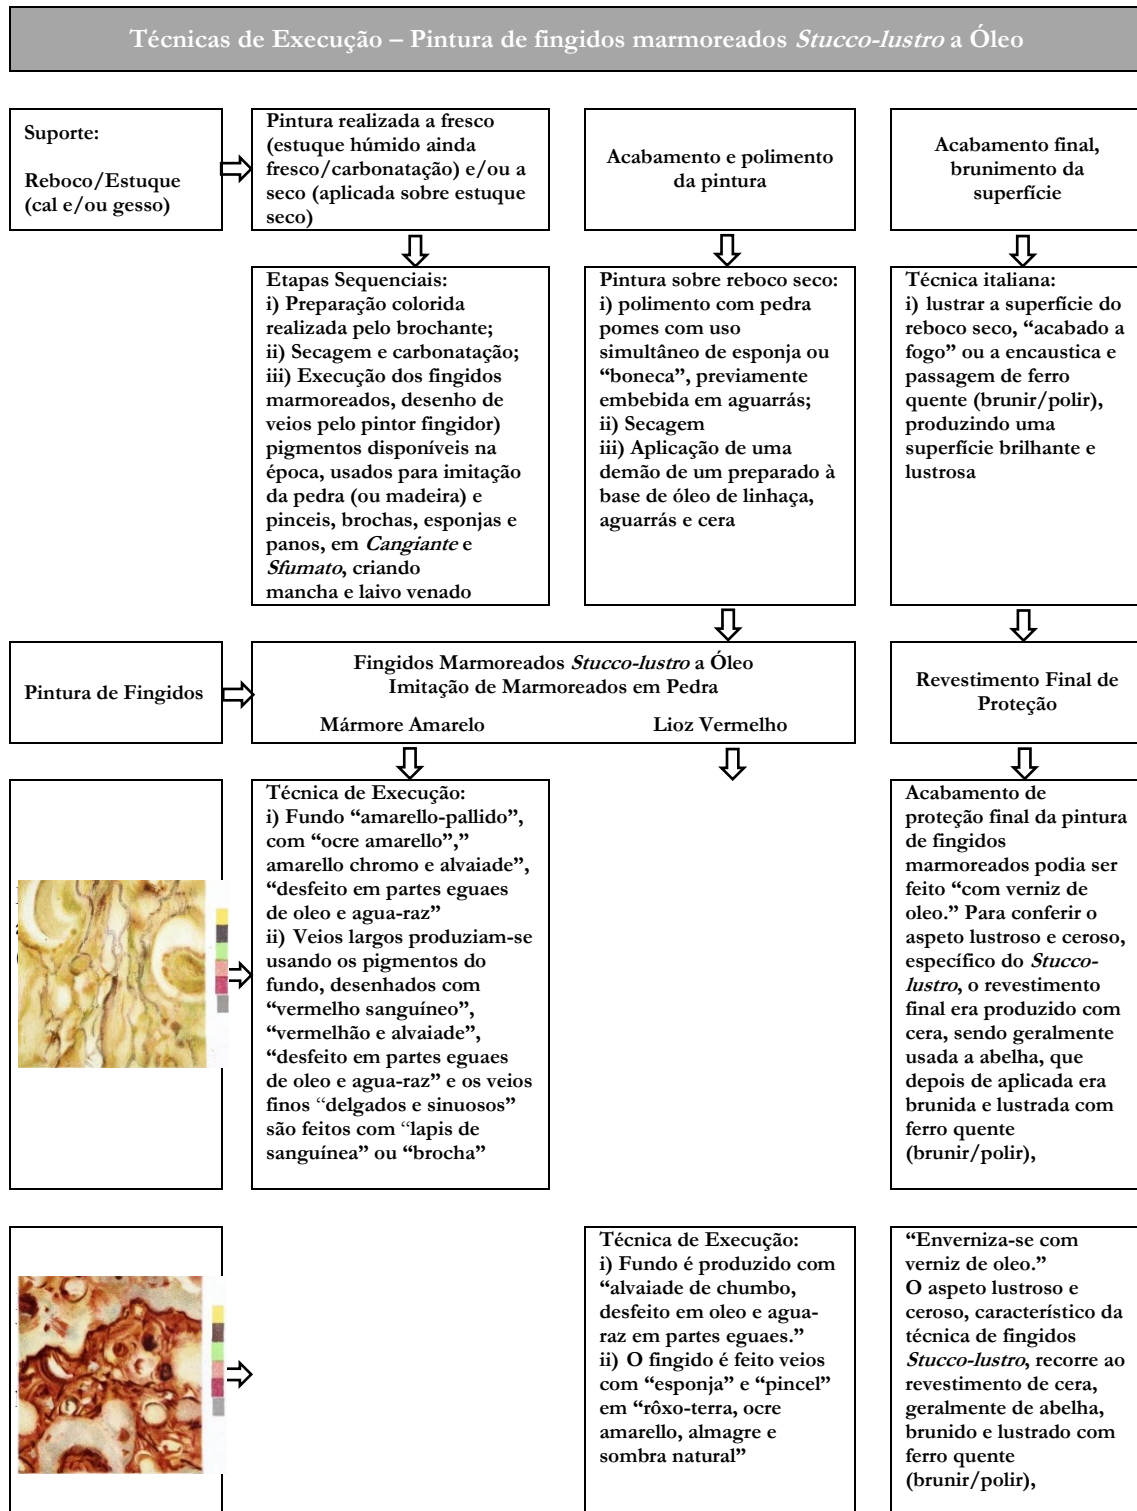 Técnicas de Execução – Pintura de fingidos marmoreados Stucco-lustro a Óleo
Suporte:
Reboco/Estuque
(cal e/ou gesso)
Pintura realizada a fresco
(estuque húmido ainda
fresco/carbonatação) e/ou a
seco (aplicada sobre estuque
seco)
Acabamento e polimento
da pintura
Acabamento final,
brunimento da
superfície
Etapas Sequenciais:
i) Preparação colorida
realizada pelo brochante;
ii) Secagem e carbonatação;
iii) Execução dos fingidos
marmoreados, desenho de
veios pelo pintor fingidor)
pigmentos disponíveis na
época, usados para imitação
da pedra (ou madeira) e
pinceis, brochas, esponjas e
panos, em Cangiante e
Sfumato, criando
mancha e laivo venado
Pintura sobre reboco seco:
i) polimento com pedra
pomes com uso
simultâneo de esponja ou
“boneca”, previamente
embebida em aguarrás;
ii) Secagem
iii) Aplicação de uma
demão de um preparado à
base de óleo de linhaça,
aguarrás e cera
Técnica italiana:
i) lustrar a superfície do
reboco seco, “acabado a
fogo” ou a encaustica e
passagem de ferro
quente (brunir/polir),
produzindo uma
superfície brilhante e
lustrosa
Pintura de Fingidos
Fingidos Marmoreados Stucco-lustro a Óleo
Imitação de Marmoreados em Pedra
Mármore Amarelo
Lioz Vermelho
Revestimento Final de
Proteção
Técnica de Execução:
i) Fundo “amarello-pallido”,
com “ocre amarello”,”
amarello chromo e alvaiade”,
“desfeito em partes eguaes
de oleo e agua-raz”
ii) Veios largos produziam-se
usando os pigmentos do
fundo, desenhados com
“vermelho sanguíneo”,
“vermelhão e alvaiade”,
“desfeito em partes eguaes
de oleo e agua-raz” e os veios
finos “delgados e sinuosos”
são feitos com “lapis de
sanguínea” ou “brocha”
Acabamento de
proteção final da pintura
de fingidos
marmoreados podia ser
feito “com verniz de
oleo.” Para conferir o
aspeto lustroso e ceroso,
específico do Stucco-
lustro, o revestimento
final era produzido com
cera, sendo geralmente
usada a abelha, que
depois de aplicada era
brunida e lustrada com
ferro quente
(brunir/polir),
Técnica de Execução:
i) Fundo é produzido com
“alvaiade de chumbo,
desfeito em oleo e agua-
raz em partes eguaes.”
ii) O fingido é feito veios
com “esponja” e “pincel”
em “rôxo-terra, ocre
amarello, almagre e
sombra natural”
“Enverniza-se com
verniz de oleo.”
O aspeto lustroso e
ceroso, característico da
técnica de fingidos
Stucco-lustro, recorre ao
revestimento de cera,
geralmente de abelha,
brunido e lustrado com
ferro quente
(brunir/polir),